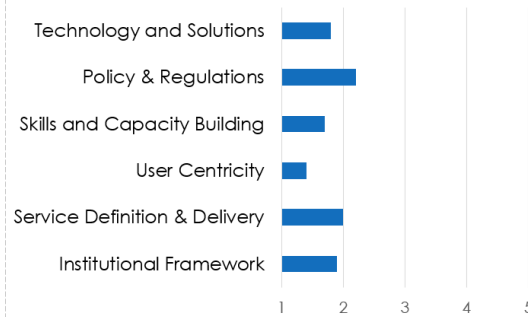 Technology and Solutions
Policy & Regulations
Skills and Capacity Building
User Centricity
Service Definition & Delivery
Institutional Framework
1 2 3 4 5